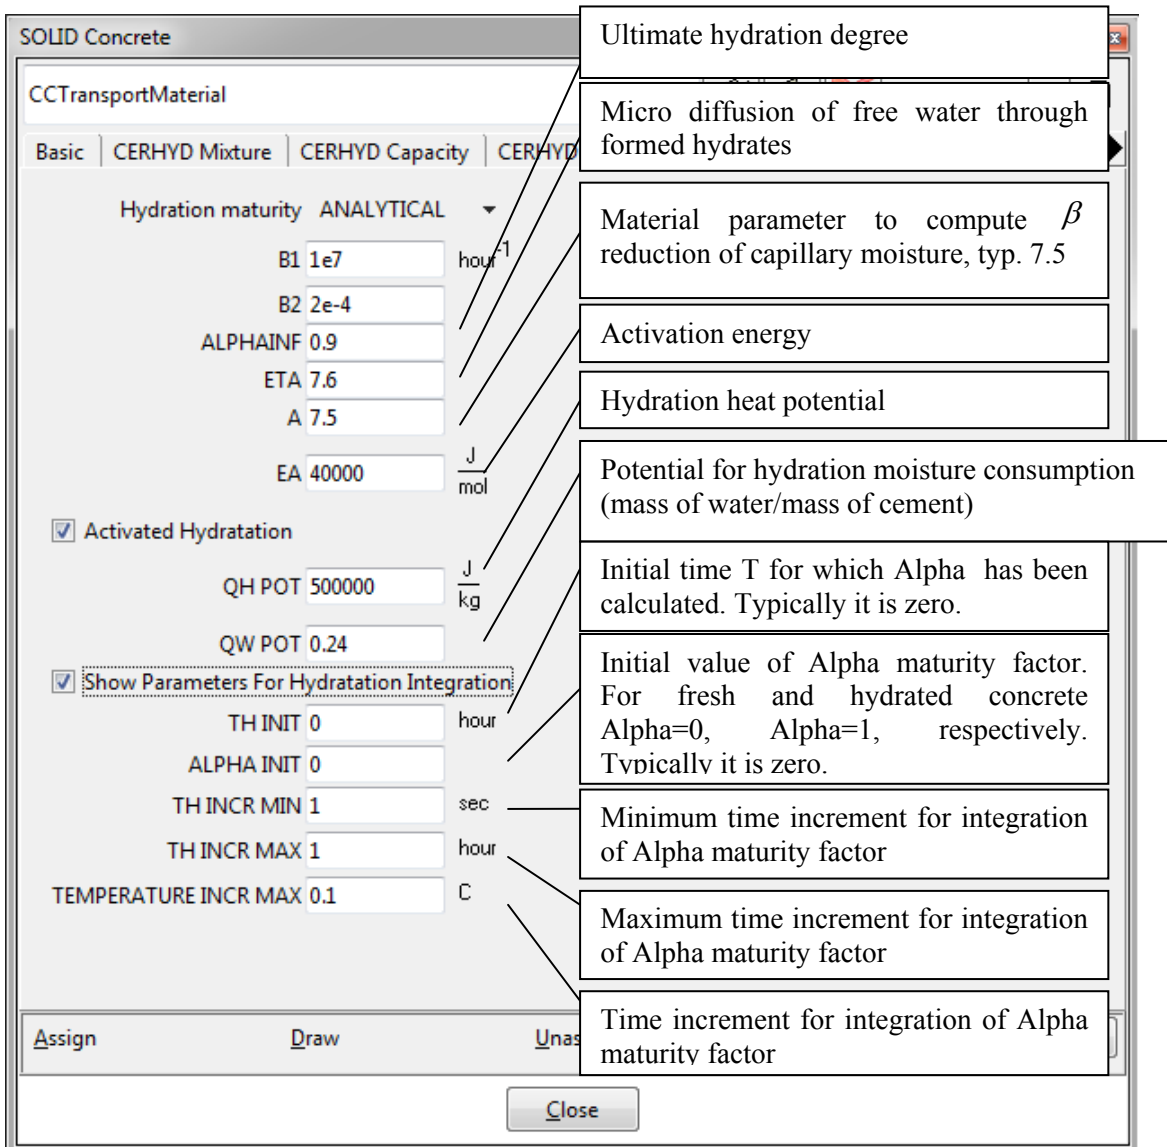 SOLID Concrete
CCTransportMaterial
Basic CERHYD Mixture CERHYD Capacity CERHYD
Hydration maturity ANALYTICAL
B1 1e7 hour-1
B2 2e-4
ALPHAINF 0.9
ETA 7.6
A 7.5
EA 40000 J/mol
Activated Hydratation
QH POT 500000 J/kg
QW POT 0.24
Show Parameters For Hydratation Integration
TH INIT 0 hour
ALPHA INIT 0
TH INCR MIN 1 sec
TH INCR MAX 1 hour
TEMPERATURE INCR MAX 0.1 C
Assign Draw
Close
Ultimate hydration degree
Micro diffusion of free water through
formed hydrates
Material parameter to compute β
reduction of capillary moisture, typ. 7.5
Activation energy
Hydration heat potential
Potential for hydration moisture consumption
(mass of water/mass of cement)
Initial time T for which Alpha has been
calculated. Typically it is zero.
Initial value of Alpha maturity factor.
For fresh and hydrated concrete
Alpha=0, Alpha=1, respectively.
Typically it is zero.
Minimum time increment for integration
of Alpha maturity factor
Maximum time increment for integration
of Alpha maturity factor
Time increment for integration of Alpha
maturity factor